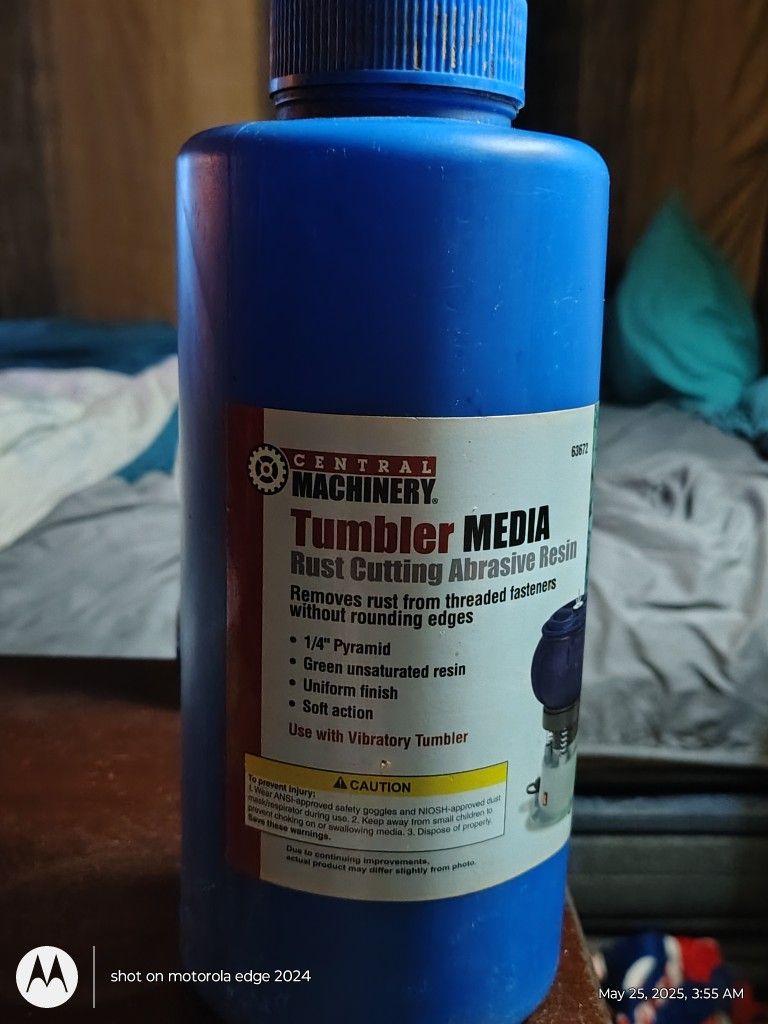 63672
CENTRAL
MACHINERY®
Tumbler MEDIA
Rust Cutting Abrasive Resin
Removes rust from threaded fasteners
without rounding edges
• 1/4" Pyramid
• Green unsaturated resin
• Uniform finish
• Soft action
Use with Vibratory Tumbler
⚠ CAUTION
To prevent injury:
1. Wear ANSI-approved safety goggles and NIOSH-approved dust
mask/respirator during use. 2. Keep away from small children to
prevent choking on or swallowing media. 3. Dispose of properly.
Save these warnings.
Due to continuing improvements,
actual product may differ slightly from photo.
shot on motorola edge 2024
May 25, 2025, 3:55 AM